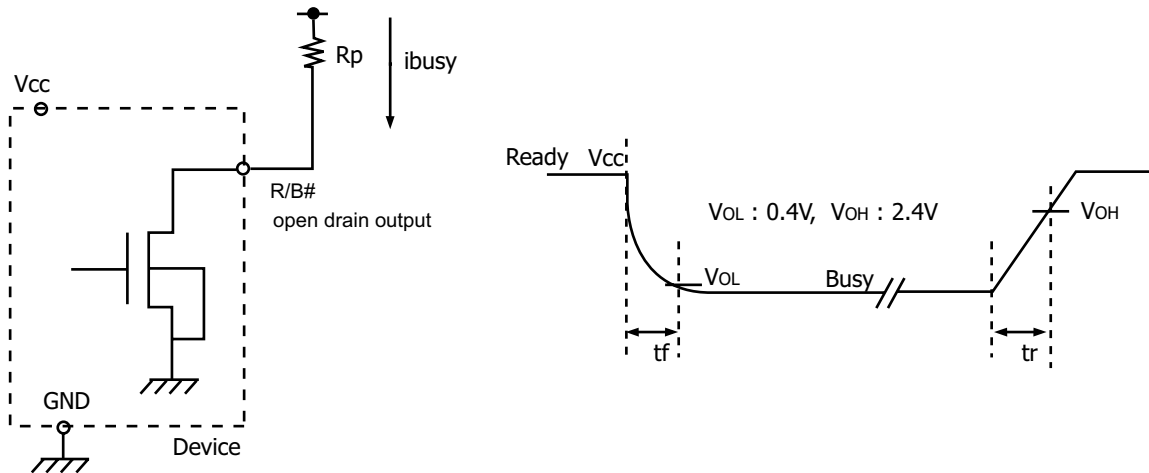 Rp
ibusy
Vcc
R/B#
open drain output
GND
Device
Ready Vcc
VOL : 0.4V, VOH : 2.4V
VOH
VOL
Busy
tf
tr